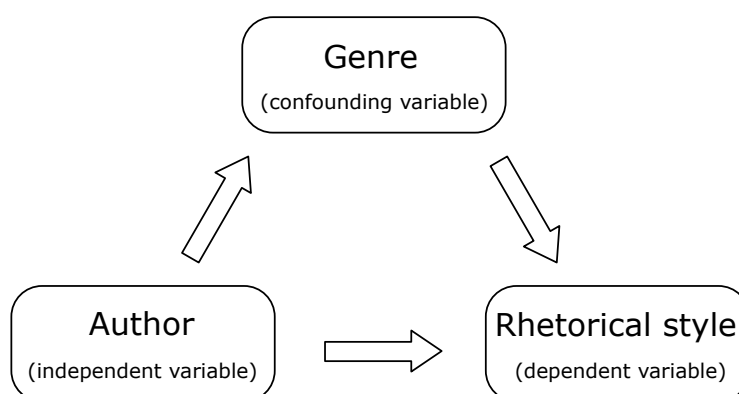 Genre
(confounding variable)
Author
(independent variable)
Rhetorical style
(dependent variable)